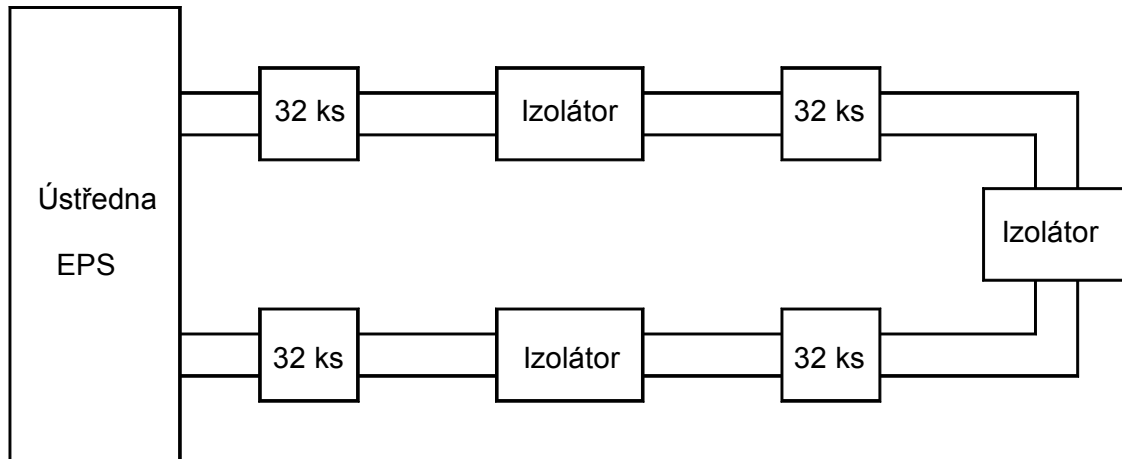 32 ks
Izolátor
32 ks
Ústředna
EPS
Izolátor
32 ks
Izolátor
32 ks